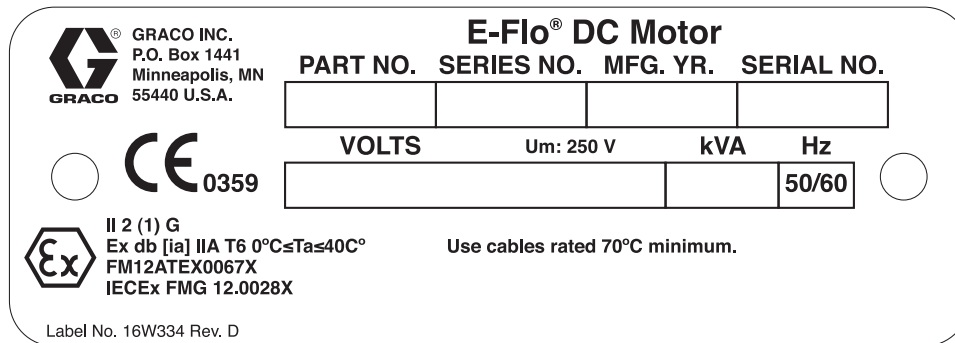 GRACO INC.
P.O. Box 1441
Minneapolis, MN
55440 U.S.A.
®
GRACO
E-Flo® DC Motor
PART NO. SERIES NO. MFG. YR. SERIAL NO.
VOLTS Um: 250 V kVA Hz
50/60
CE 0359
II 2 (1) G
Ex db [ia] IIA T6 0°C≤Ta≤40C°
FM12ATEX0067X
IECEx FMG 12.0028X
Ex
Use cables rated 70°C minimum.
Label No. 16W334 Rev. D